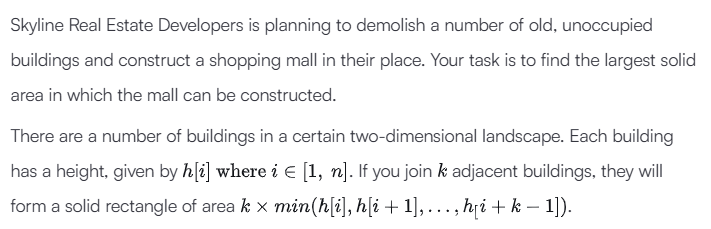 Skyline Real Estate Developers is planning to demolish a number of old, unoccupied
buildings and construct a shopping mall in their place. Your task is to find the largest solid
area in which the mall can be constructed.
There are a number of buildings in a certain two-dimensional landscape. Each building
has a height, given by h[i] where i ∈ [1, n]. If you join k adjacent buildings, they will
form a solid rectangle of area k × min(h[i], h[i + 1], . . . , h[i + k − 1]).